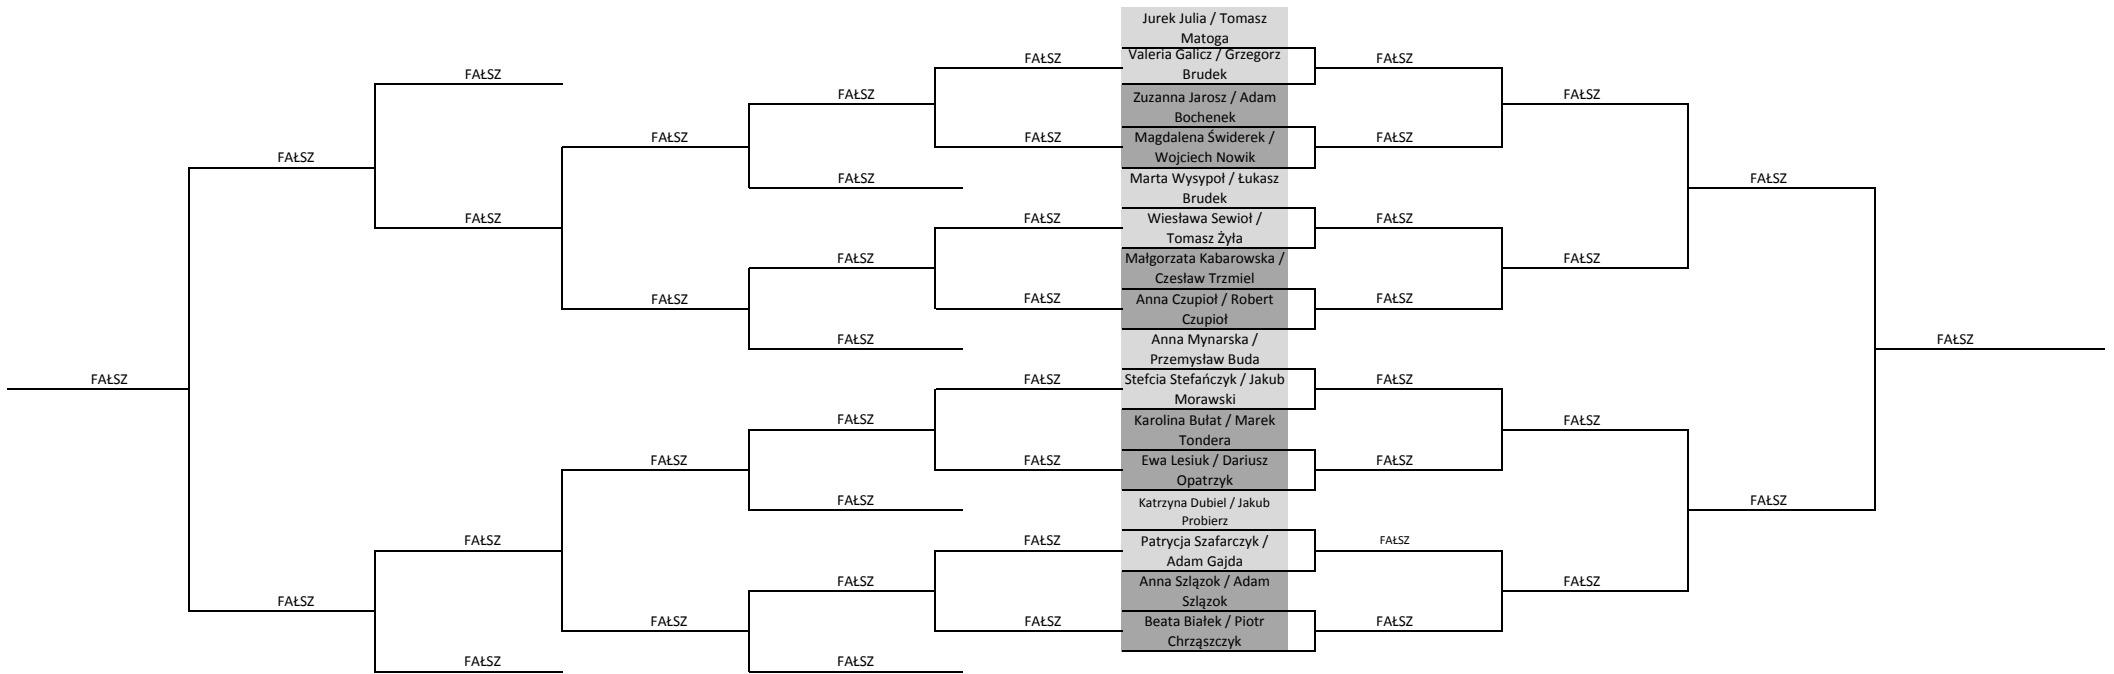 Jurek Julia / Tomasz
Matoga
FAŁSZ
Valeria Galicz / Grzegorz
FAŁSZ
FAŁSZ
Brudek
FAŁSZ
Zuzanna Jarosz / Adam
FAŁSZ
Bochenek
FAŁSZ
FAŁSZ
Magdalena Świderek /
FAŁSZ
FAŁSZ
Wojciech Nowik
FAŁSZ
Marta Wysypoł / Łukasz
FAŁSZ
Brudek
FAŁSZ
FAŁSZ
Wiesława Sewioł /
FAŁSZ
Tomasz Żyła
FAŁSZ
Małgorzata Kabarowska /
FAŁSZ
Czesław Trzmiel
FAŁSZ
FAŁSZ
Anna Czupioł / Robert
FAŁSZ
Czupioł
FAŁSZ
Anna Mynarska /
FAŁSZ
Przemysław Buda
FAŁSZ
FAŁSZ
Stefcia Stefańczyk / Jakub
FAŁSZ
Morawski
FAŁSZ
Karolina Bułat / Marek
FAŁSZ
Tondera
FAŁSZ
FAŁSZ
Ewa Lesiuk / Dariusz
FAŁSZ
Opatrzyk
FAŁSZ
Katrzyna Dubiel / Jakub
FAŁSZ
Probierz
FAŁSZ
FAŁSZ
Patrycja Szafarczyk /
FAŁSZ
Adam Gajda
FAŁSZ
Anna Szlązok / Adam
FAŁSZ
FAŁSZ
Szlązok
FAŁSZ
FAŁSZ
Beata Białek / Piotr
FAŁSZ
Chrząszczyk
FAŁSZ
FAŁSZ